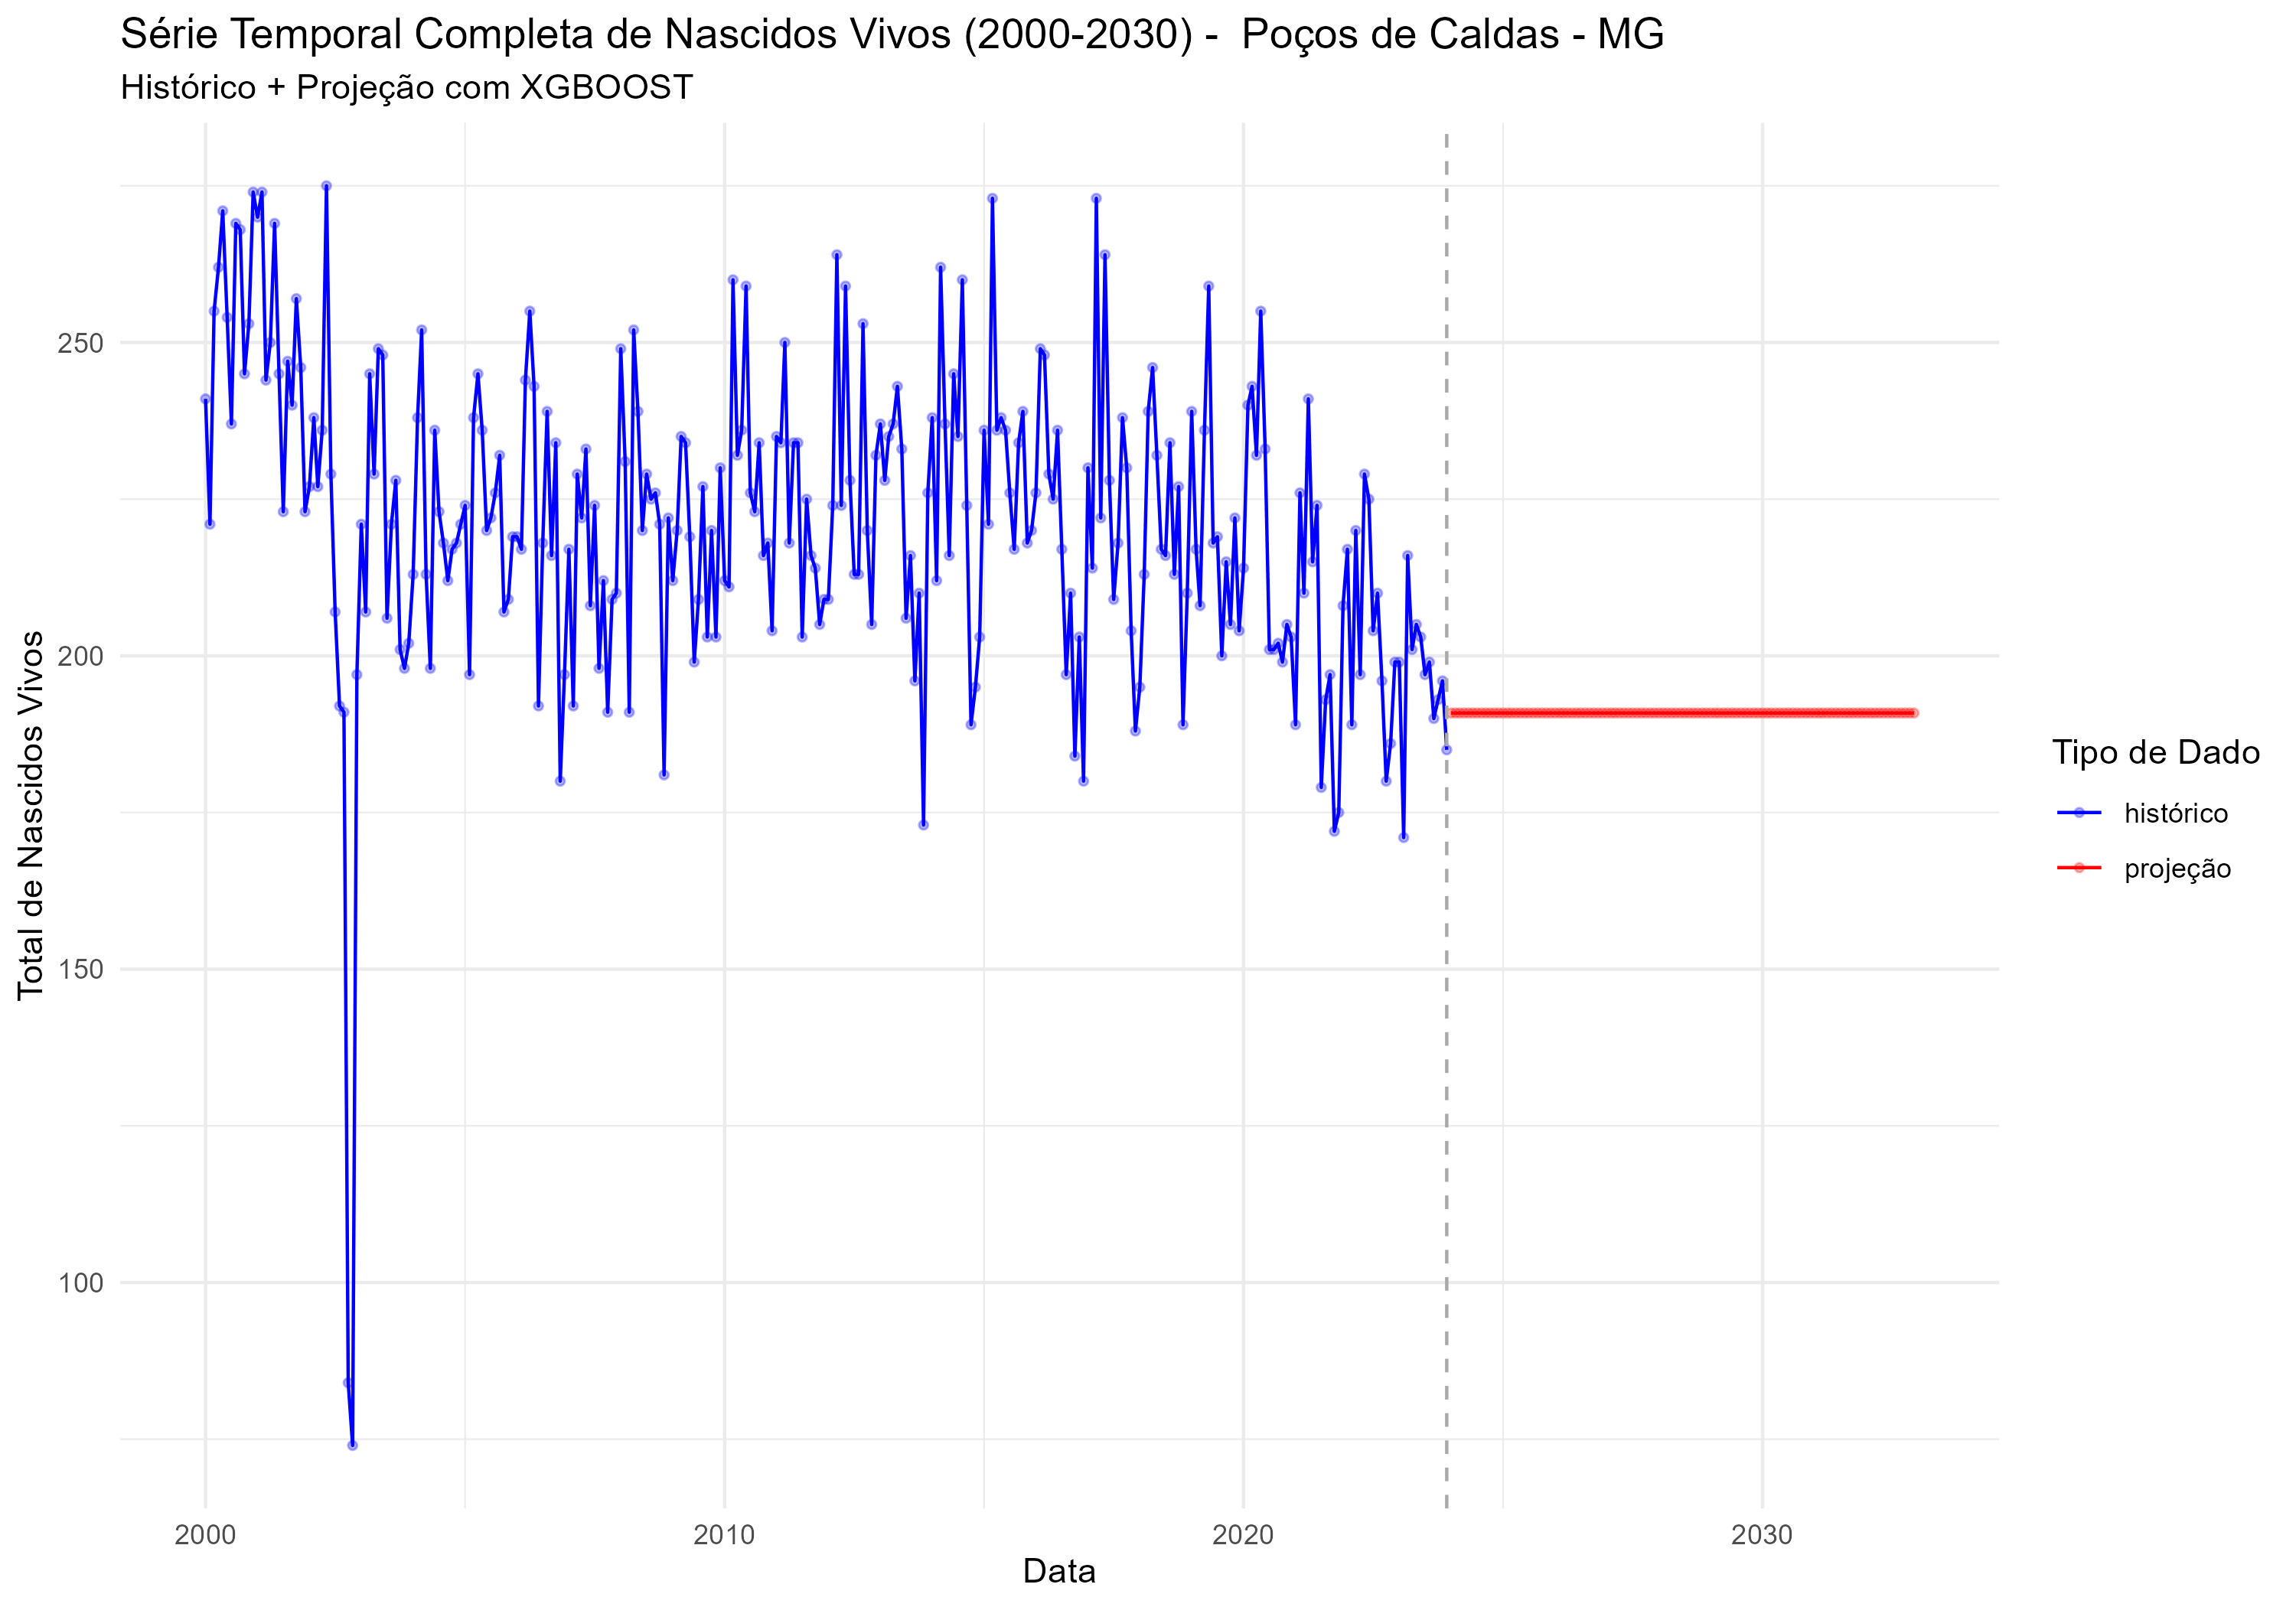 Série Temporal Completa de Nascidos Vivos (2000-2030) -  Poços de Caldas - MG
Histórico + Projeção com XGBOOST
Total de Nascidos Vivos
250
200
150
100
2000
2010
2020
2030
Data
Tipo de Dado
histórico
projeção